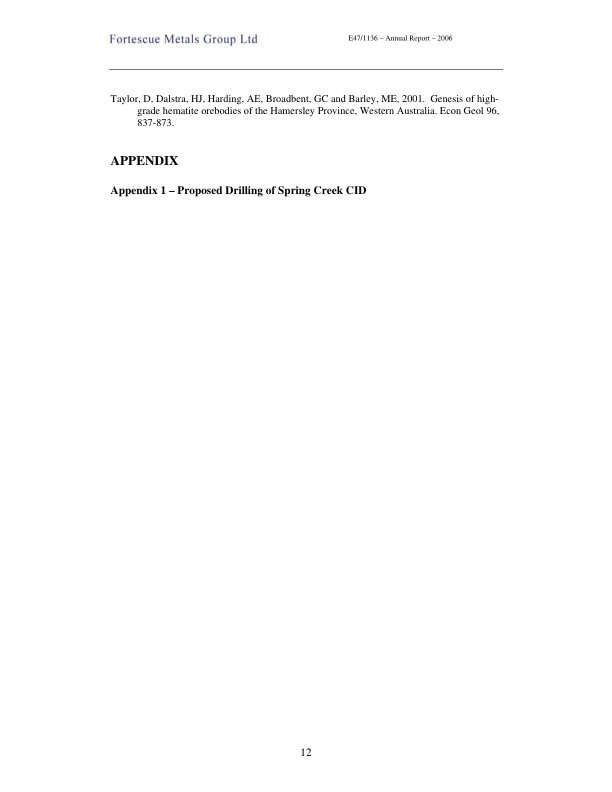 Fortescue Metals Group Ltd
E47/1136 – Annual Report – 2006
Taylor, D, Dalstra, HJ, Harding, AE, Broadbent, GC and Barley, ME, 2001.  Genesis of high-
grade hematite orebodies of the Hamersley Province, Western Australia. Econ Geol 96,
837-873.
APPENDIX
Appendix 1 – Proposed Drilling of Spring Creek CID
12